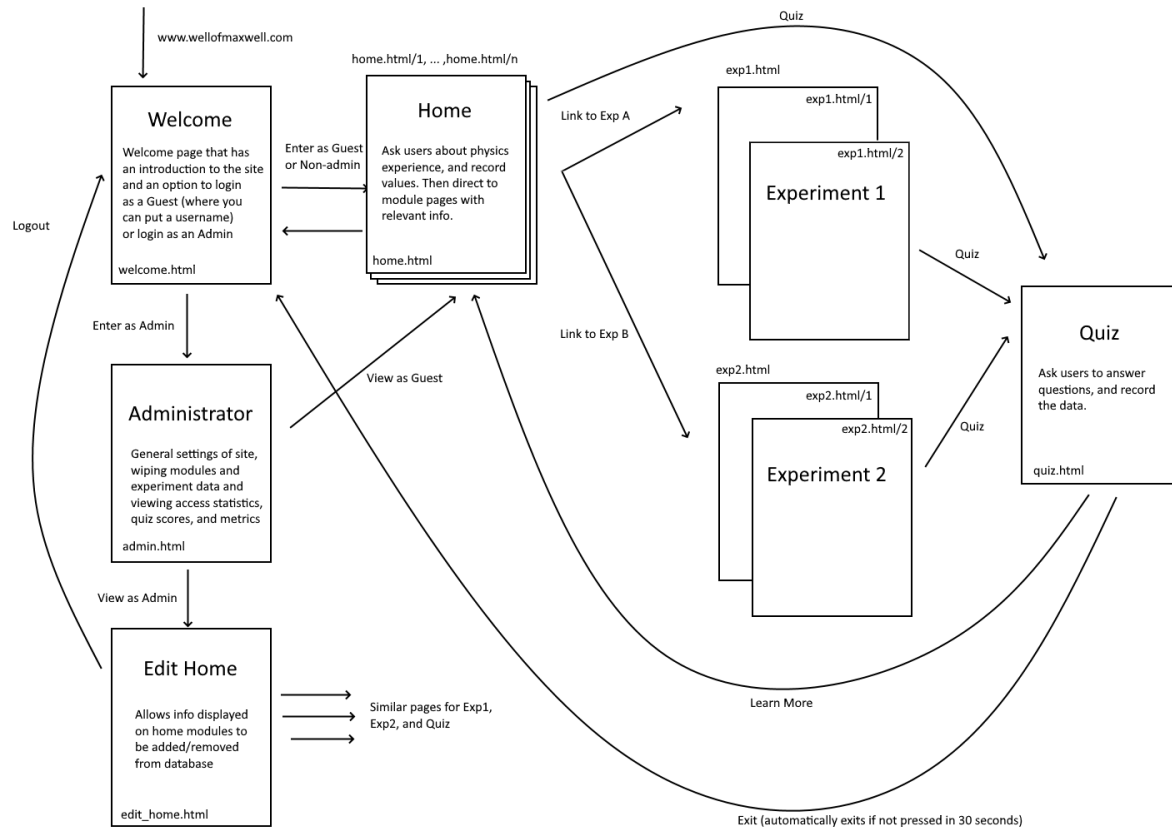 www.wellofmaxwell.com
Welcome
Welcome page that has
an introduction to the site
and an option to login
as a Guest (where you
can put a username)
or login as an Admin
welcome.html
Enter as Guest
or Non-admin
home.html/1, ... ,home.html/n
Home
Ask users about physics
experience, and record
values. Then direct to
module pages with
relevant info.
home.html
Quiz
Link to Exp A
exp1.html
exp1.html/1
exp1.html/2
Experiment 1
Quiz
Link to Exp B
exp2.html
exp2.html/1
exp2.html/2
Experiment 2
Quiz
Quiz
Ask users to answer
questions, and record
the data.
quiz.html
Logout
Enter as Admin
View as Guest
Administrator
General settings of site,
wiping modules and
experiment data and
viewing access statistics,
quiz scores, and metrics
admin.html
View as Admin
Edit Home
Allows info displayed
on home modules to
be added/removed
from database
edit_home.html
Similar pages for Exp1,
Exp2, and Quiz
Learn More
Exit (automatically exits if not pressed in 30 seconds)